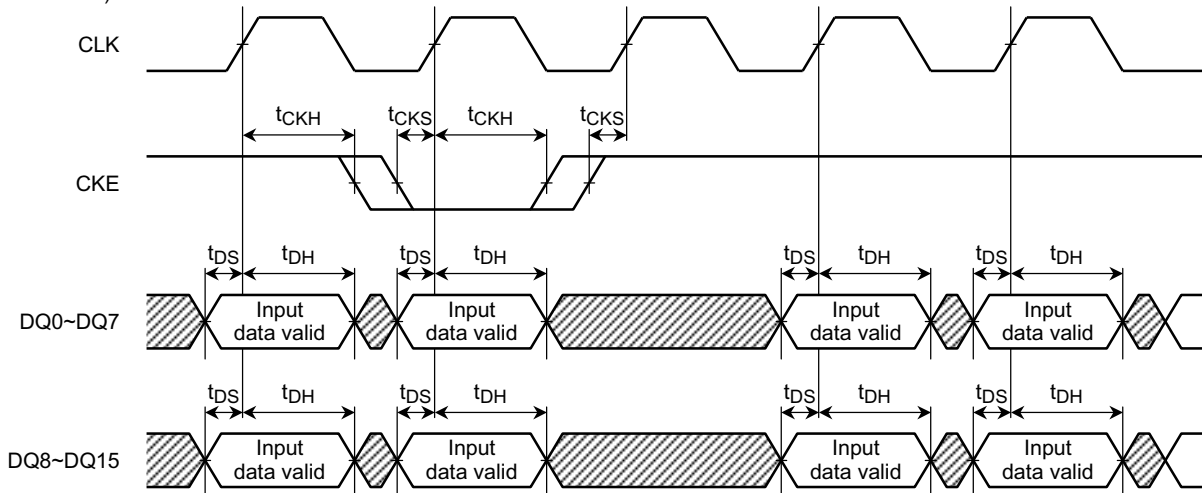 CLK
tCKH tCKS tCKH tCKS
CKE
tDS tDH tDS tDH tDS tDH tDS tDH
DQ0~DQ7
Input data valid
Input data valid
Input data valid
Input data valid
tDS tDH tDS tDH tDS tDH tDS tDH
DQ8~DQ15
Input data valid
Input data valid
Input data valid
Input data valid